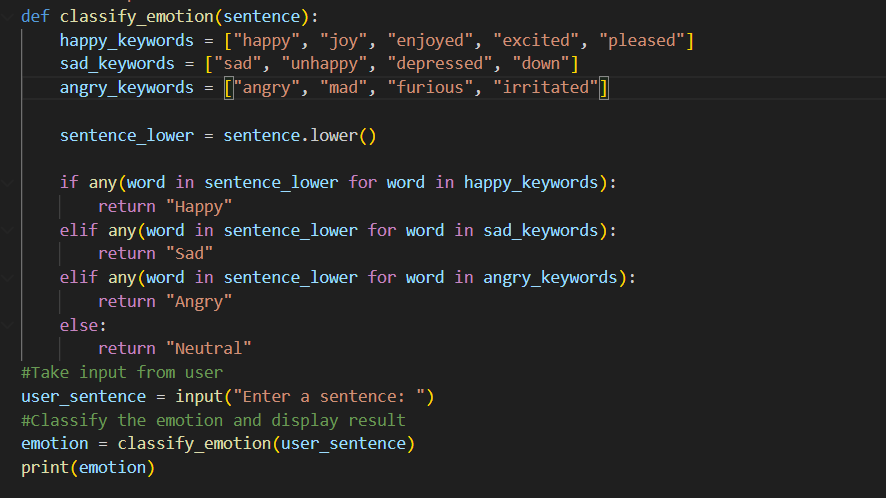 def classify_emotion(sentence):
    happy_keywords = ["happy", "joy", "enjoyed", "excited", "pleased"]
    sad_keywords = ["sad", "unhappy", "depressed", "down"]
    angry_keywords = ["angry", "mad", "furious", "irritated"]
    sentence_lower = sentence.lower()
    if any(word in sentence_lower for word in happy_keywords):
        return "Happy"
    elif any(word in sentence_lower for word in sad_keywords):
        return "Sad"
    elif any(word in sentence_lower for word in angry_keywords):
        return "Angry"
    else:
        return "Neutral"
#Take input from user
user_sentence = input("Enter a sentence: ")
#Classify the emotion and display result
emotion = classify_emotion(user_sentence)
print(emotion)